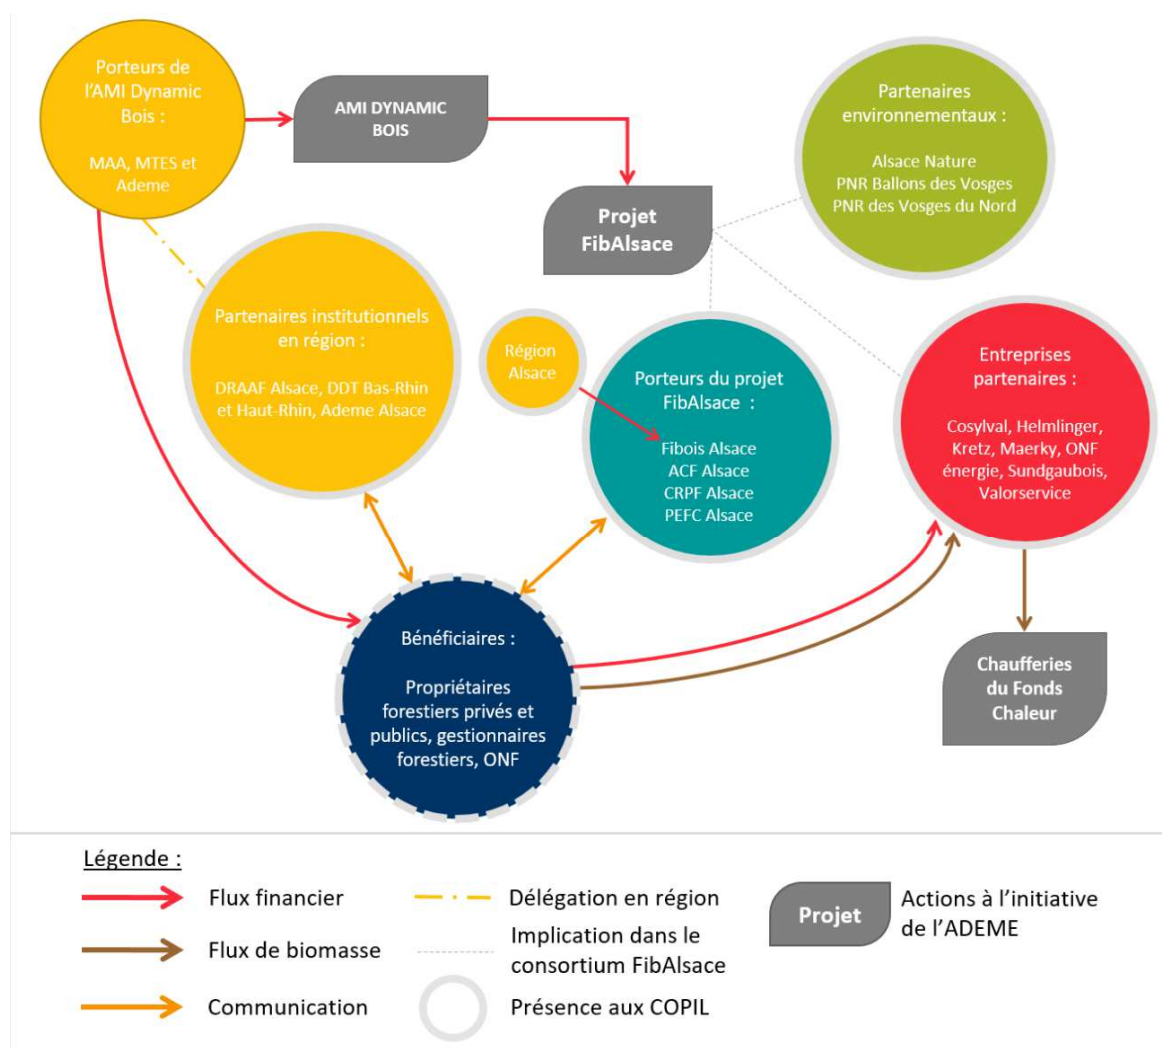 Porteurs de
l'AMI Dynamic
Bois :
MAA, MTES et
Ademe
AMI DYNAMIC
BOIS
Projet
FibAlsace
Partenaires
environnementaux :
Alsace Nature
PNR Ballons des Vosges
PNR des Vosges du Nord
Partenaires institutionnels
en région :
DRAAF Alsace, DDT Bas-Rhin
et Haut-Rhin, Ademe Alsace
Région
Alsace
Porteurs du projet
FibAlsace :
Fibois Alsace
ACF Alsace
CRPF Alsace
PEFC Alsace
Entreprises
partenaires :
Cosylval, Helmlinger,
Kretz, Maerky, ONF
énergie, Sundgaubois,
Valorservice
Bénéficiaires :
Propriétaires
forestiers privés et
publics, gestionnaires
forestiers, ONF
Chaufferies
du Fonds
Chaleur
Légende :
Flux financier
Flux de biomasse
Communication
Délégation en région
Implication dans le
consortium FibAlsace
Présence aux COPIL
Projet
Actions à l'initiative
de l'ADEME